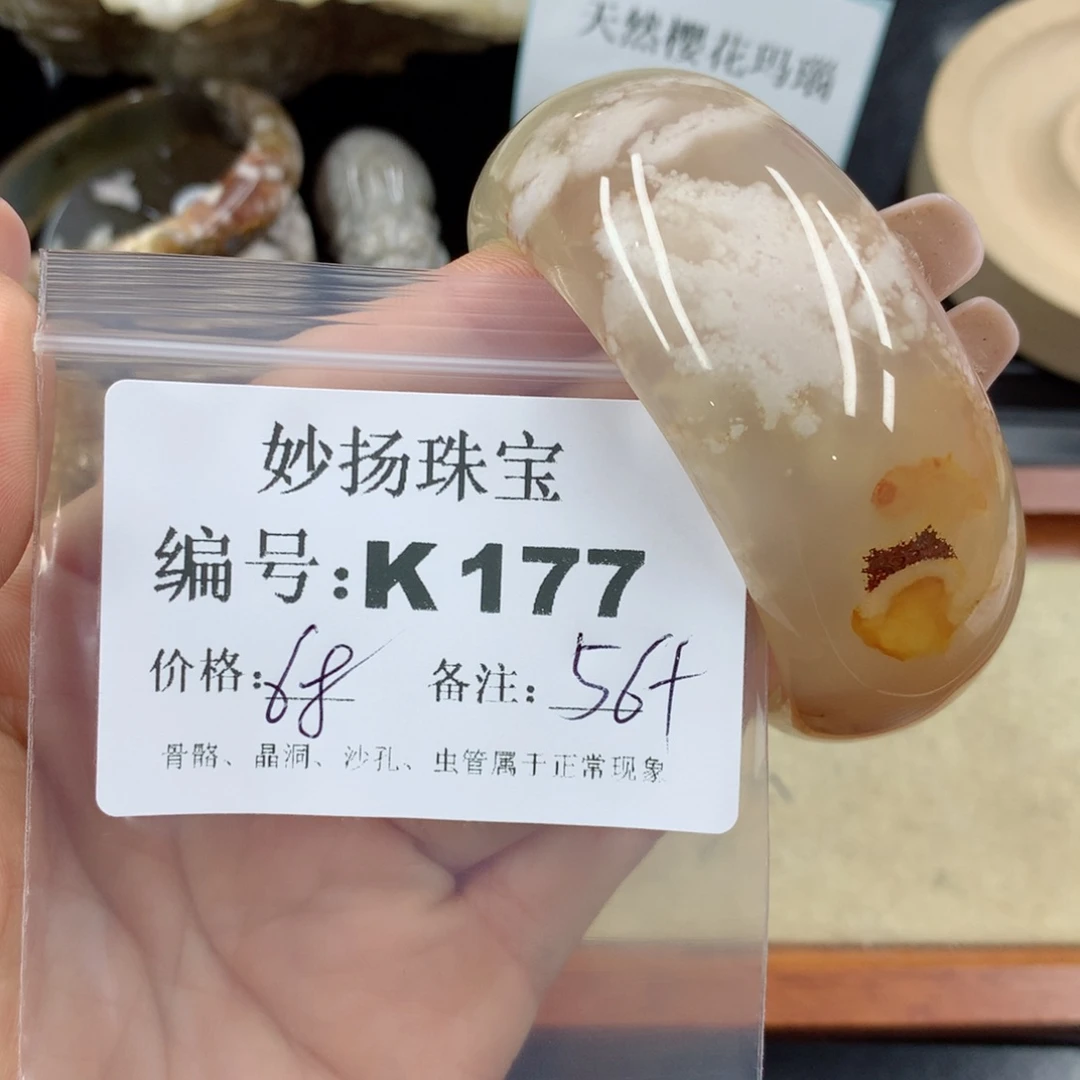 天然樱花玛瑙
妙扬珠宝
编号:K177
价格:68 备注:56+
骨骼、晶洞、沙孔、虫管属于正常现象